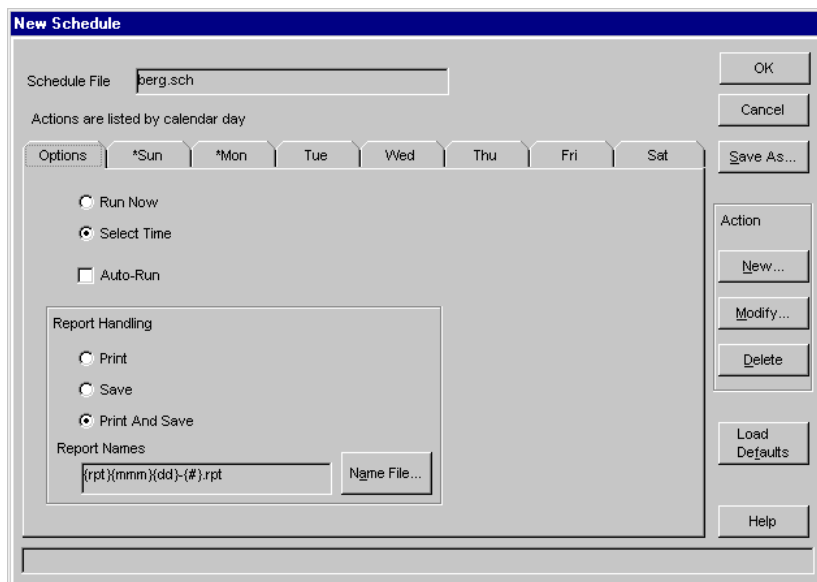 New Schedule
Schedule File berg.sch
Actions are listed by calendar day
Options *Sun *Mon Tue Wed Thu Fri Sat
Run Now
Select Time
Auto-Run
Report Handling
Print
Save
Print And Save
Report Names
{rpt}{mmm}{dd}-{#}.rpt Name File...
OK
Cancel
Save As...
Action
New...
Modify...
Delete
Load
Defaults
Help